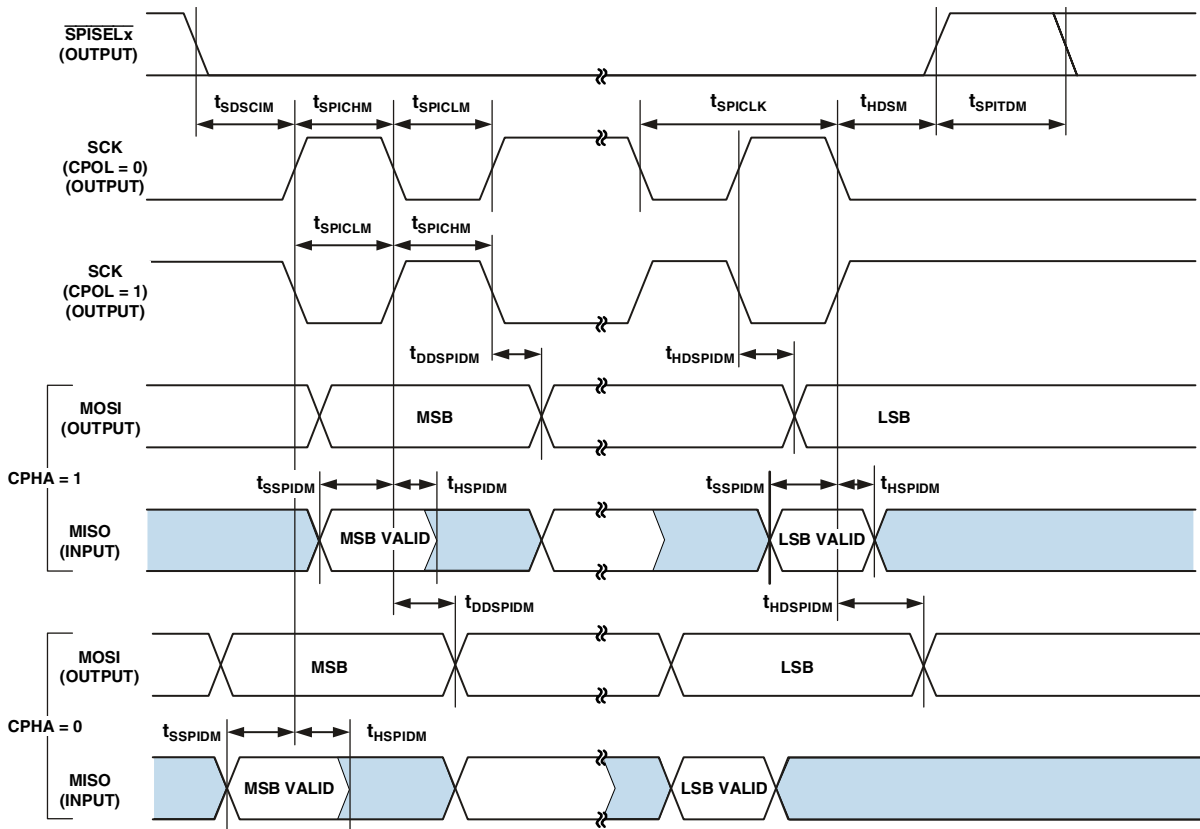 SPISELx
(OUTPUT)
tSDSCIM tSPICHM tSPICLM tSPICLK tHDSM tSPITDM
SCK
(CPOL = 0)
(OUTPUT)
tSPICLM tSPICHM
SCK
(CPOL = 1)
(OUTPUT)
tDDSPIDM tHDSPIDM
MOSI
(OUTPUT)
MSB LSB
CPHA = 1
tSSPIDM tHSPIDM tSSPIDM tHSPIDM
MISO
(INPUT)
MSB VALID LSB VALID
tDDSPIDM tHDSPIDM
MOSI
(OUTPUT)
MSB LSB
CPHA = 0
tSSPIDM tHSPIDM
MISO
(INPUT)
MSB VALID LSB VALID